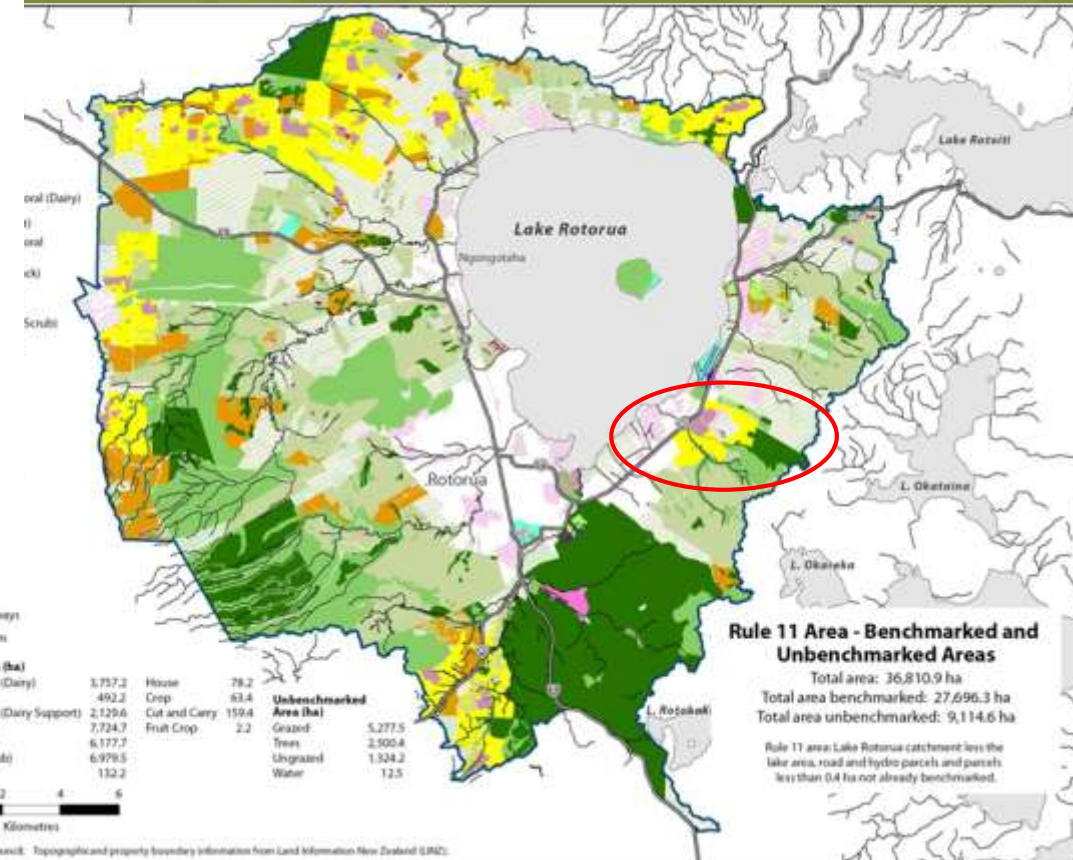 Lake Rotoiti
oral (Dairy)
)
oral
ck)
Scrub)
Lake Rotorua
Ngongotaha
Rotorua
L. Okataina
L. Okareka
L. Rotokaki
Rule 11 Area - Benchmarked and
Unbenchmarked Areas
Total area: 36,810.9 ha
Total area benchmarked: 27,696.3 ha
Total area unbenchmarked: 9,114.6 ha
Rule 11 area: Lake Rotorua catchment less the
lake area, road and hydro parcels and parcels
less than 0.4 ha not already benchmarked.
(ha)
(Dairy) 3,757.2 House 78.2
492.2 Crop 63.4
(Dairy Support) 2,129.6 Cut and Carry 159.4
7,724.7 Fruit Crop 2.2
6,177.7
6,979.5
132.2
Unbenchmarked
Area (ha)
Grazed 5,277.5
Trees 2,500.4
Ungrazed 1,324.2
Water 12.5
2 4 6
Kilometres
ouncil. Topographic and property boundary information from Land Information New Zealand (LINZ).